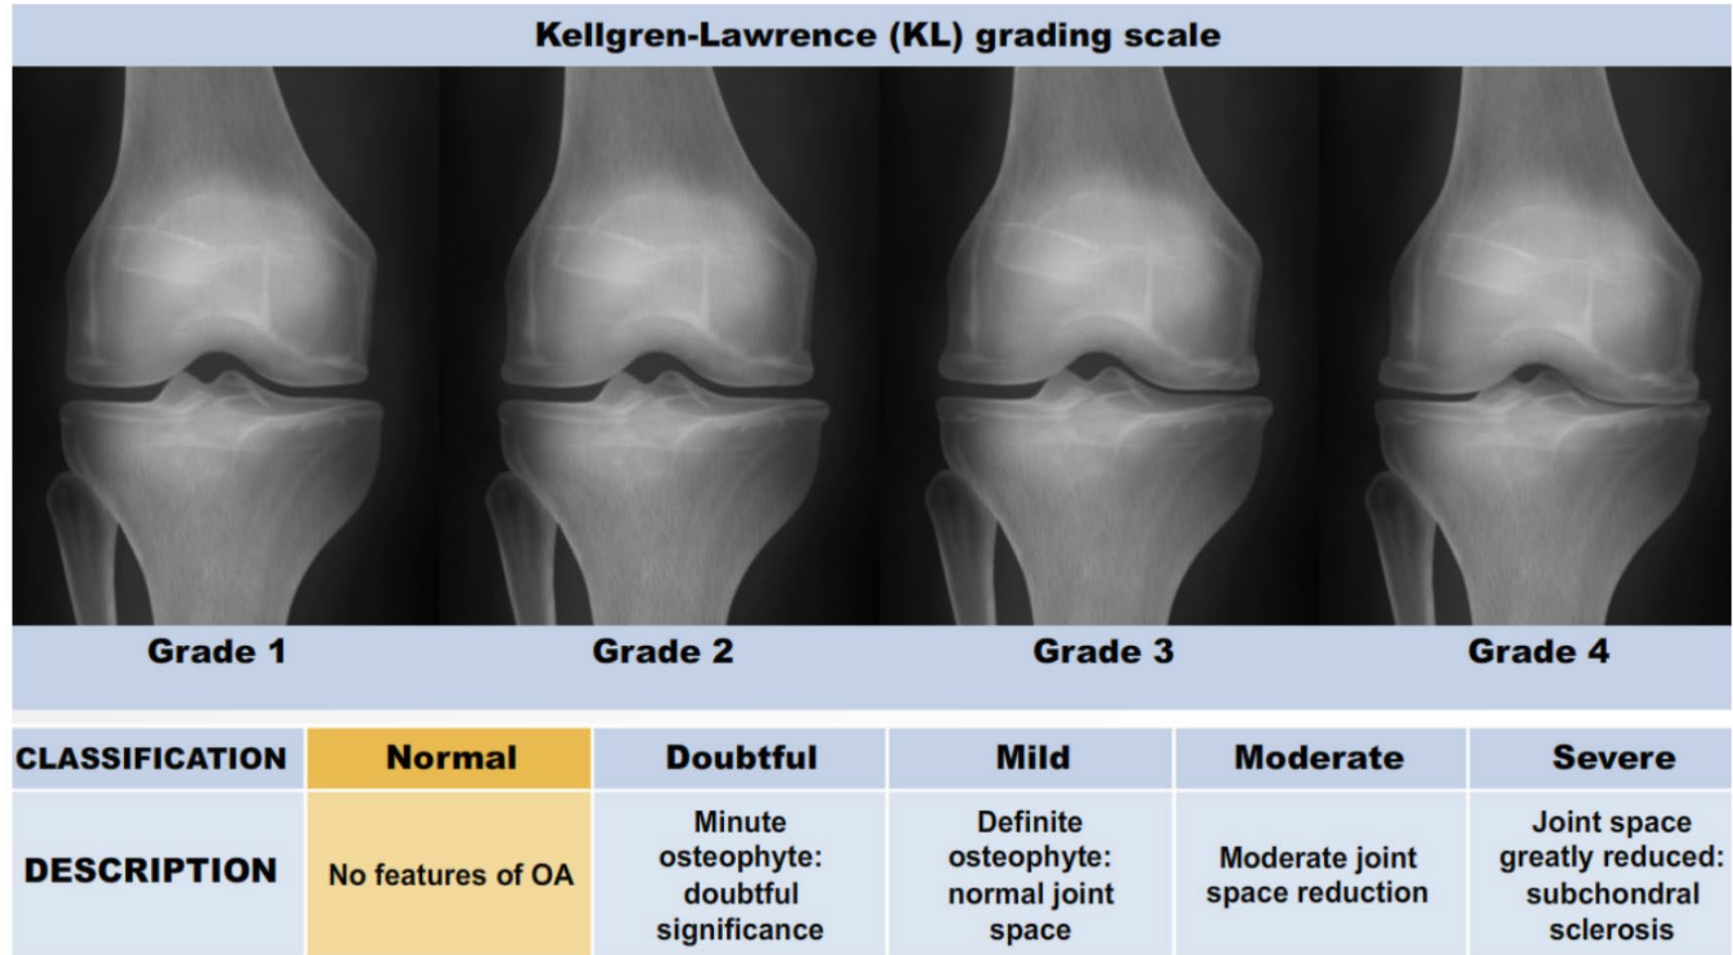 Kellgren-Lawrence (KL) grading scale
Grade 1
Grade 2
Grade 3
Grade 4
CLASSIFICATION
Normal
Doubtful
Mild
Moderate
Severe
DESCRIPTION
No features of OA
Minute
osteophyte:
doubtful
significance
Definite
osteophyte:
normal joint
space
Moderate joint
space reduction
Joint space
greatly reduced:
subchondral
sclerosis